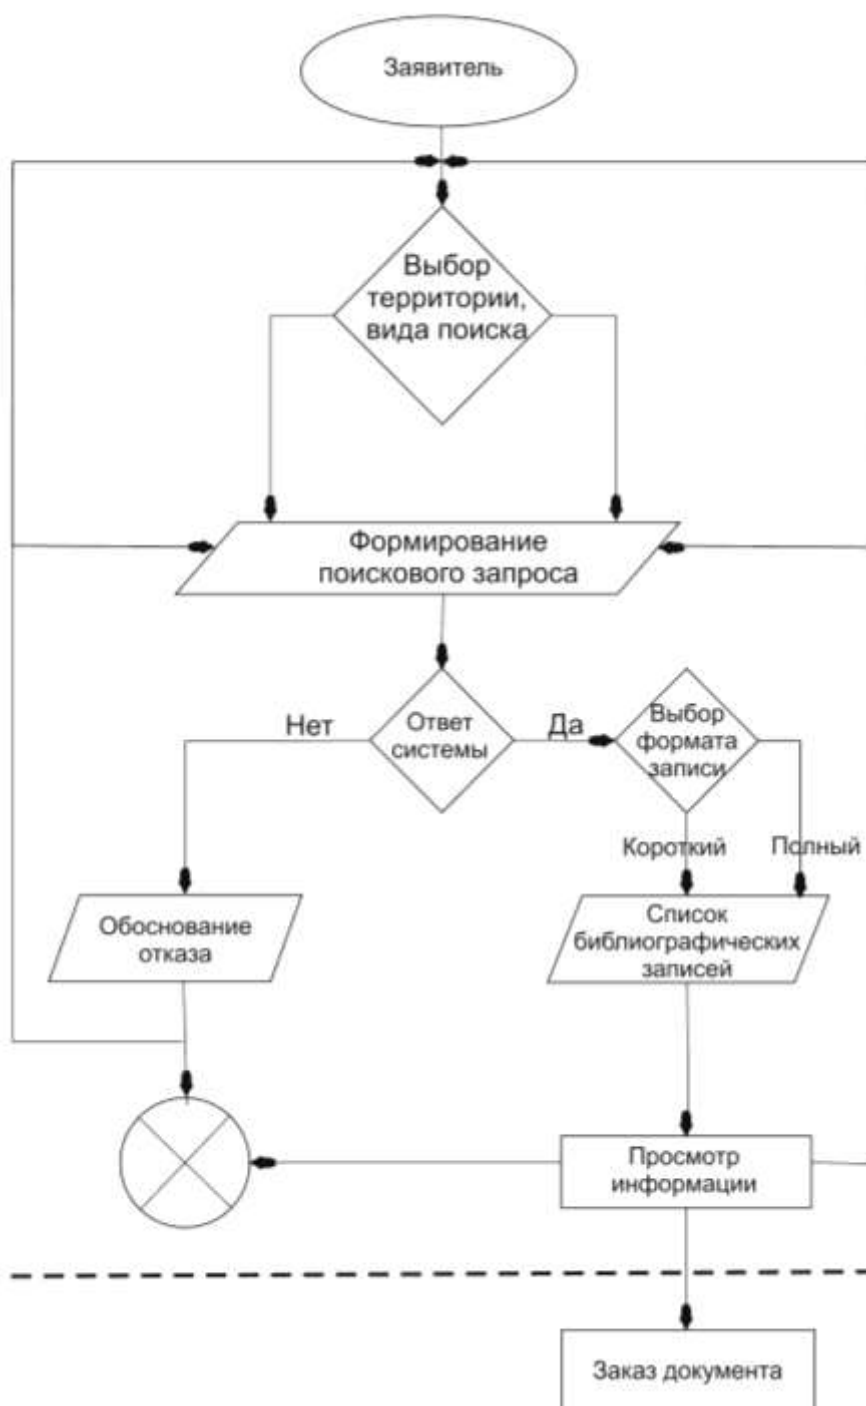 Заявитель
Выбор
территории,
вида поиска
Формирование
поискового запроса
Нет
Ответ
системы
Да
Выбор
формата
записи
Короткий
Полный
Обоснование
отказа
Список
библиографических
записей
Просмотр
информации
Заказ документа